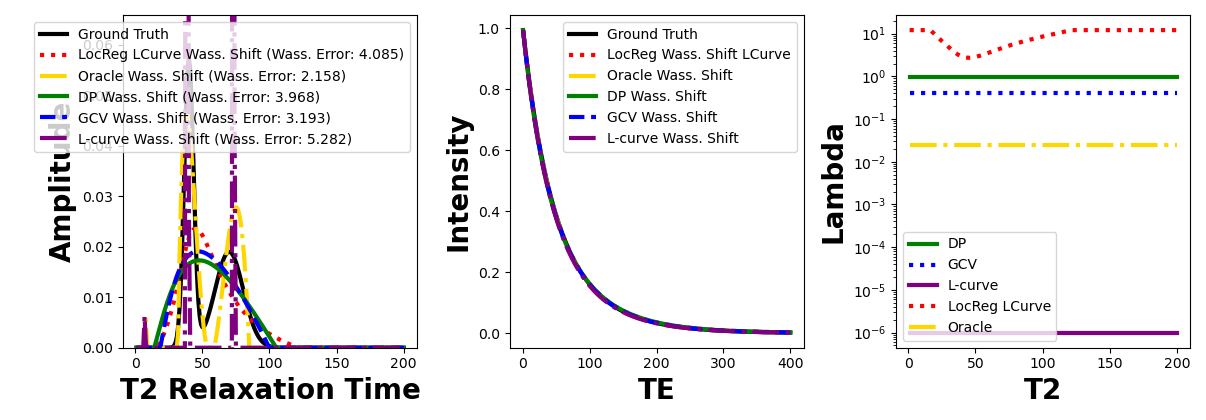 Ground Truth
LocReg LCurve Wass. Shift (Wass. Error: 4.085)
Oracle Wass. Shift (Wass. Error: 2.158)
DP Wass. Shift (Wass. Error: 3.968)
GCV Wass. Shift (Wass. Error: 3.193)
L-curve Wass. Shift (Wass. Error: 5.282)
Amplitude
0.06
0.04
0.03
0.02
0.01
0.00
0
50
100
150
200
T2 Relaxation Time
Ground Truth
LocReg Wass. Shift LCurve
Oracle Wass. Shift
DP Wass. Shift
GCV Wass. Shift
L-curve Wass. Shift
Intensity
1.0
0.8
0.6
0.4
0.2
0.0
0
100
200
300
400
TE
Lambda
10¹
10⁰
10⁻¹
10⁻²
10⁻³
10⁻⁴
10⁻⁵
10⁻⁶
DP
GCV
L-curve
LocReg LCurve
Oracle
0
50
100
150
200
T2